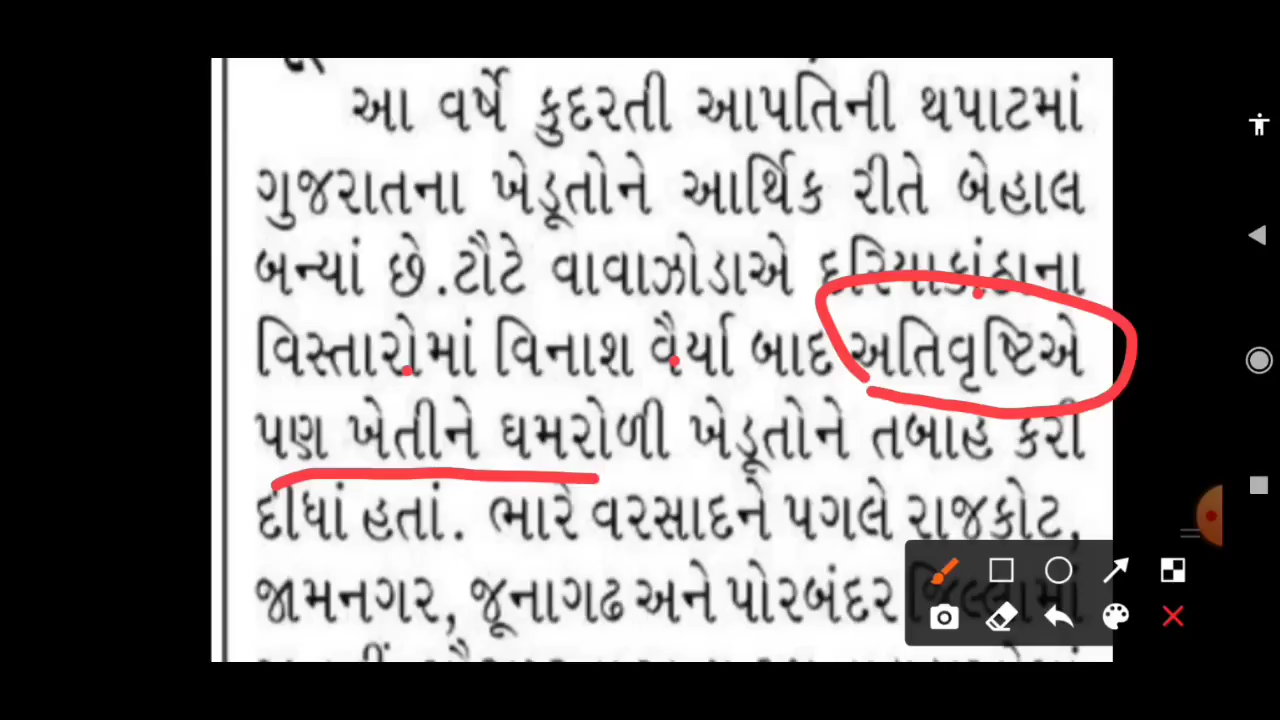 આ વર્ષે કુદરતી આપતિની થપાટમાં
ગુજરાતના ખેડૂતોને આર્થિક રીતે બેહાલ
બન્યાં છે.ટૌટે વાવાઝોડાએ દરિયાકાંઠાના
વિસ્તારોમાં વિનાશ વૈર્યા બાદ અતિવૃષ્ટિએ
પણ ખેતીને ઘમરોળી ખેડૂતોને તબાહ કરી
દીધાં હતાં. ભારે વરસાદને પગલે રાજકોટ,
જામનગર, જૂનાગઢ અને પોરબંદર જિલ્લામાં